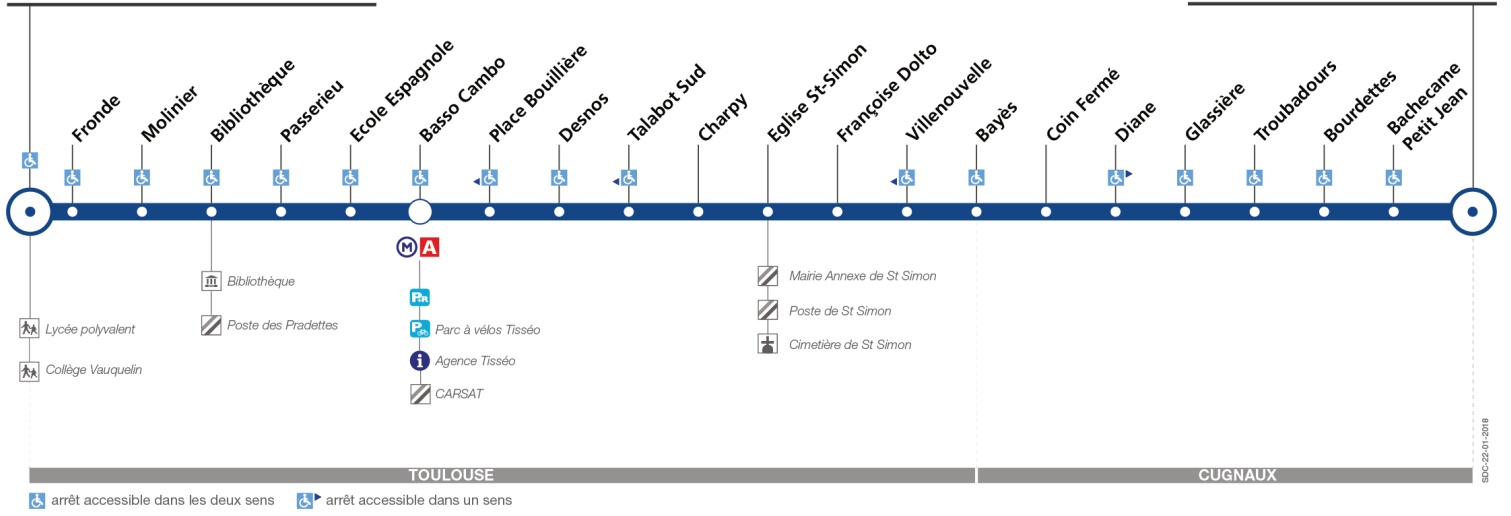 Fronde
Molinier
Bibliothèque
Passerieu
Ecole Espagnole
Basso Cambo
Place Bouillière
Desnos
Talabot Sud
Charpy
Eglise St-Simon
Françoise Dolto
Villenouvelle
Bayès
Coin Fermé
Diane
Glassière
Troubadours
Bourdettes
Bachecame
Petit Jean
M A
Bibliothèque
Poste des Pradettes
Lycée polyvalent
Collège Vauquelin
P+R
P
Parc à vélos Tisséo
i Agence Tisséo
CARSAT
Mairie Annexe de St Simon
Poste de St Simon
Cimetière de St Simon
SDC-22-01-2018
TOULOUSE
CUGNAUX
arrêt accessible dans les deux sens
arrêt accessible dans un sens